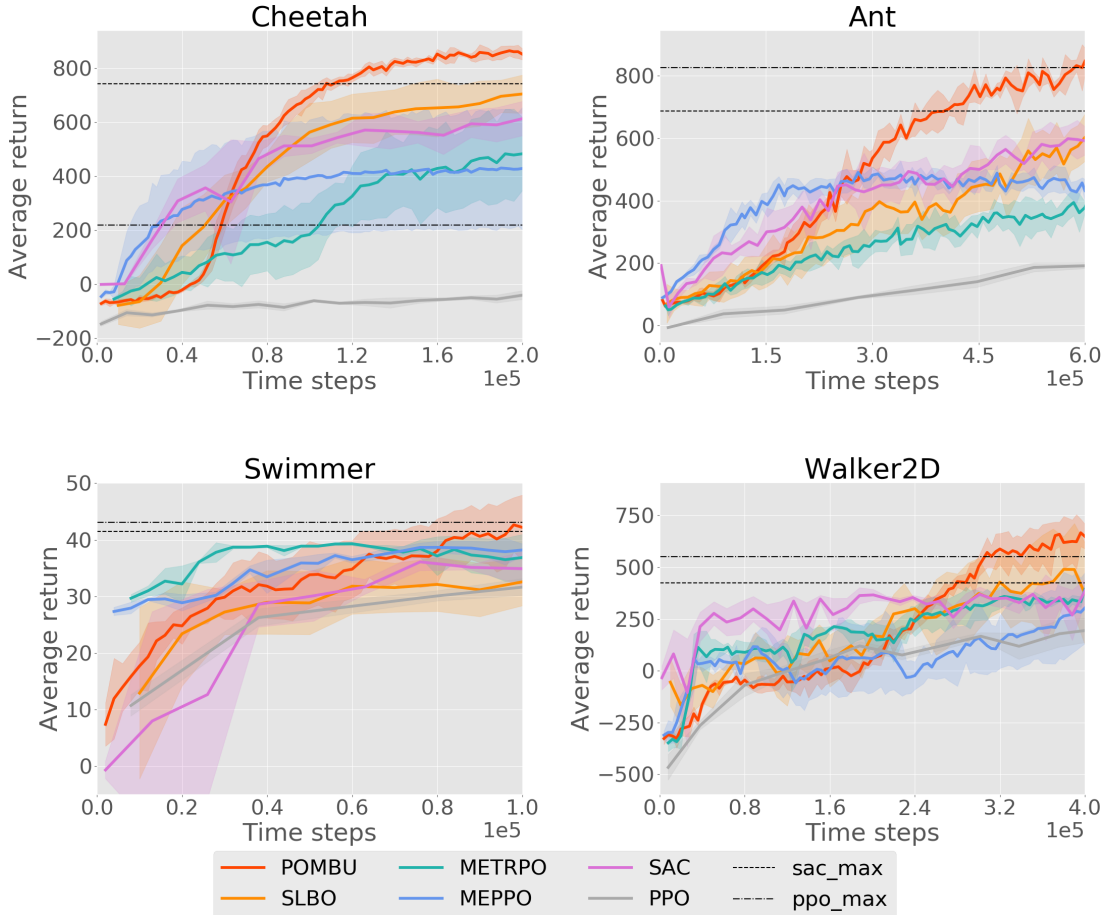 Cheetah
Ant
Average return
800
600
400
200
0
−200
0.0 0.4 0.8 1.2 1.6 2.0
Time steps 1e5
Average return
800
600
400
200
0
0.0 1.5 3.0 4.5 6.0
Time steps 1e5
Swimmer
Walker2D
Average return
50
40
30
20
10
0
0.0 0.2 0.4 0.6 0.8 1.0
Time steps 1e5
Average return
750
500
250
0
−250
−500
0.0 0.8 1.6 2.4 3.2 4.0
Time steps 1e5
POMBU METRPO SAC sac_max
SLBO MEPPO PPO ppo_max